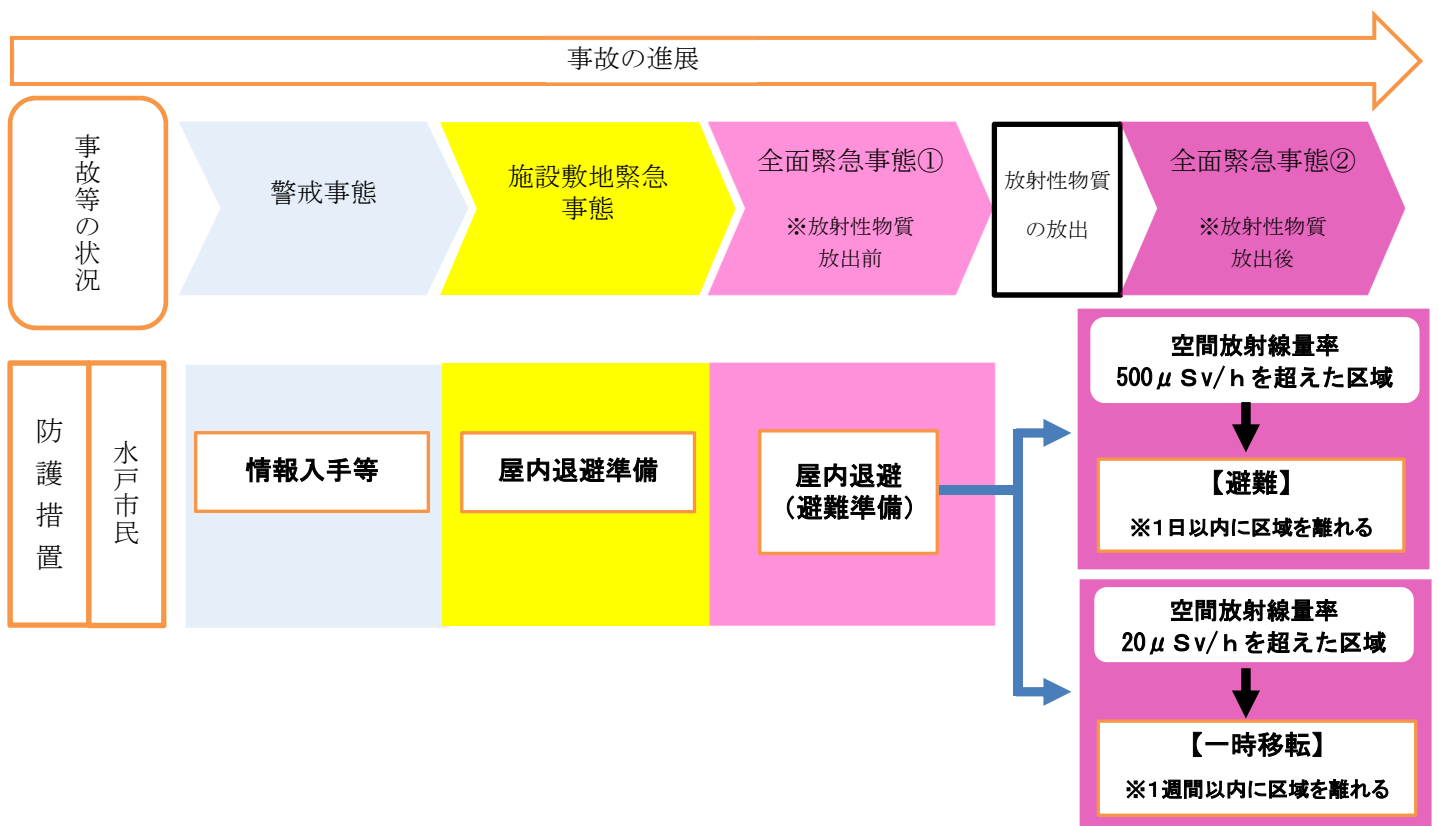 事故の進展
事故等の状況
警戒事態
施設敷地緊急
事態
全面緊急事態①
※放射性物質
放出前
放射性物質
の放出
全面緊急事態②
※放射性物質
放出後
防護措置
水戸市民
情報入手等
屋内退避準備
屋内退避
（避難準備）
空間放射線量率
500μSv/hを超えた区域
【避難】
※1日以内に区域を離れる
空間放射線量率
20μSv/hを超えた区域
【一時移転】
※1週間以内に区域を離れる